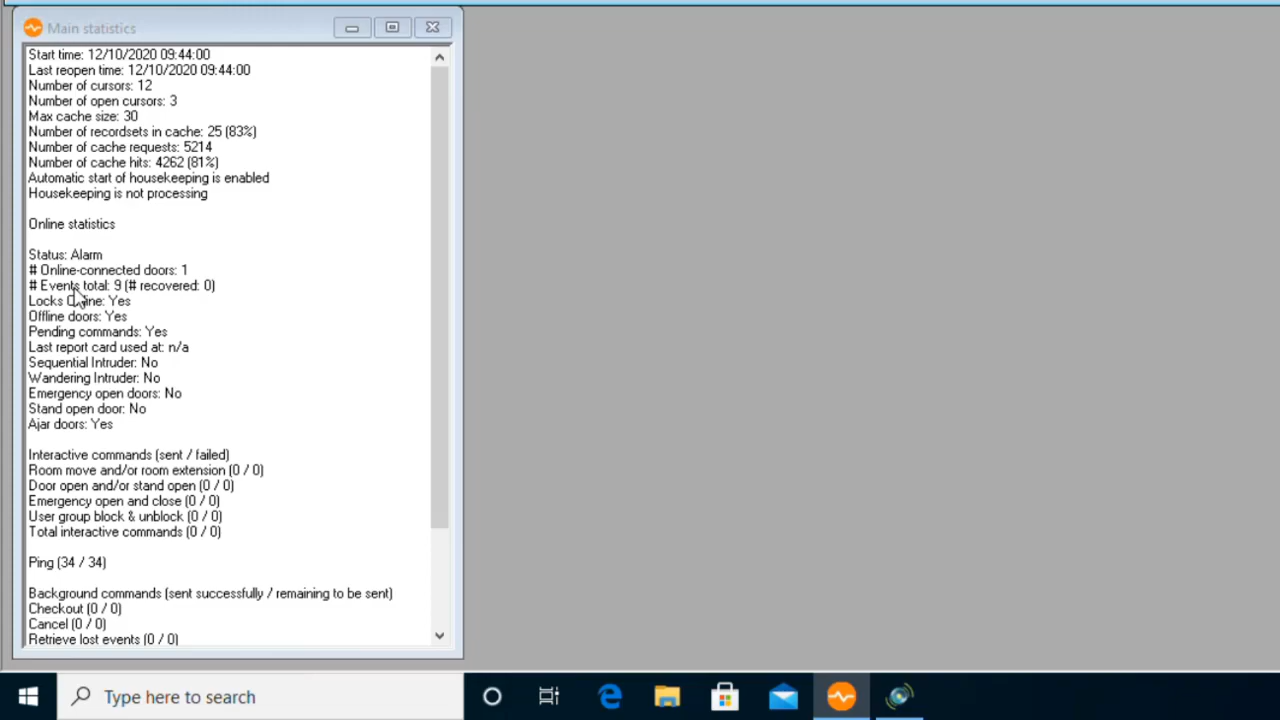 Main statistics
Start time: 12/10/2020 09:44:00
Last reopen time: 12/10/2020 09:44:00
Number of cursors: 12
Number of open cursors: 3
Max cache size: 30
Number of recordsets in cache: 25 (83%)
Number of cache requests: 5214
Number of cache hits: 4262 (81%)
Automatic start of housekeeping is enabled
Housekeeping is not processing
Online statistics
Status: Alarm
# Online-connected doors: 1
# Events total: 9 (# recovered: 0)
Locks Online: Yes
Offline doors: Yes
Pending commands: Yes
Last report card used at: n/a
Sequential Intruder: No
Wandering Intruder: No
Emergency open doors: No
Stand open door: No
Ajar doors: Yes
Interactive commands (sent / failed)
Room move and/or room extension (0 / 0)
Door open and/or stand open (0 / 0)
Emergency open and close (0 / 0)
User group block & unblock (0 / 0)
Total interactive commands (0 / 0)
Ping (34 / 34)
Background commands (sent successfully / remaining to be sent)
Checkout (0 / 0)
Cancel (0 / 0)
Retrieve lost events (0 / 0)
Type here to search